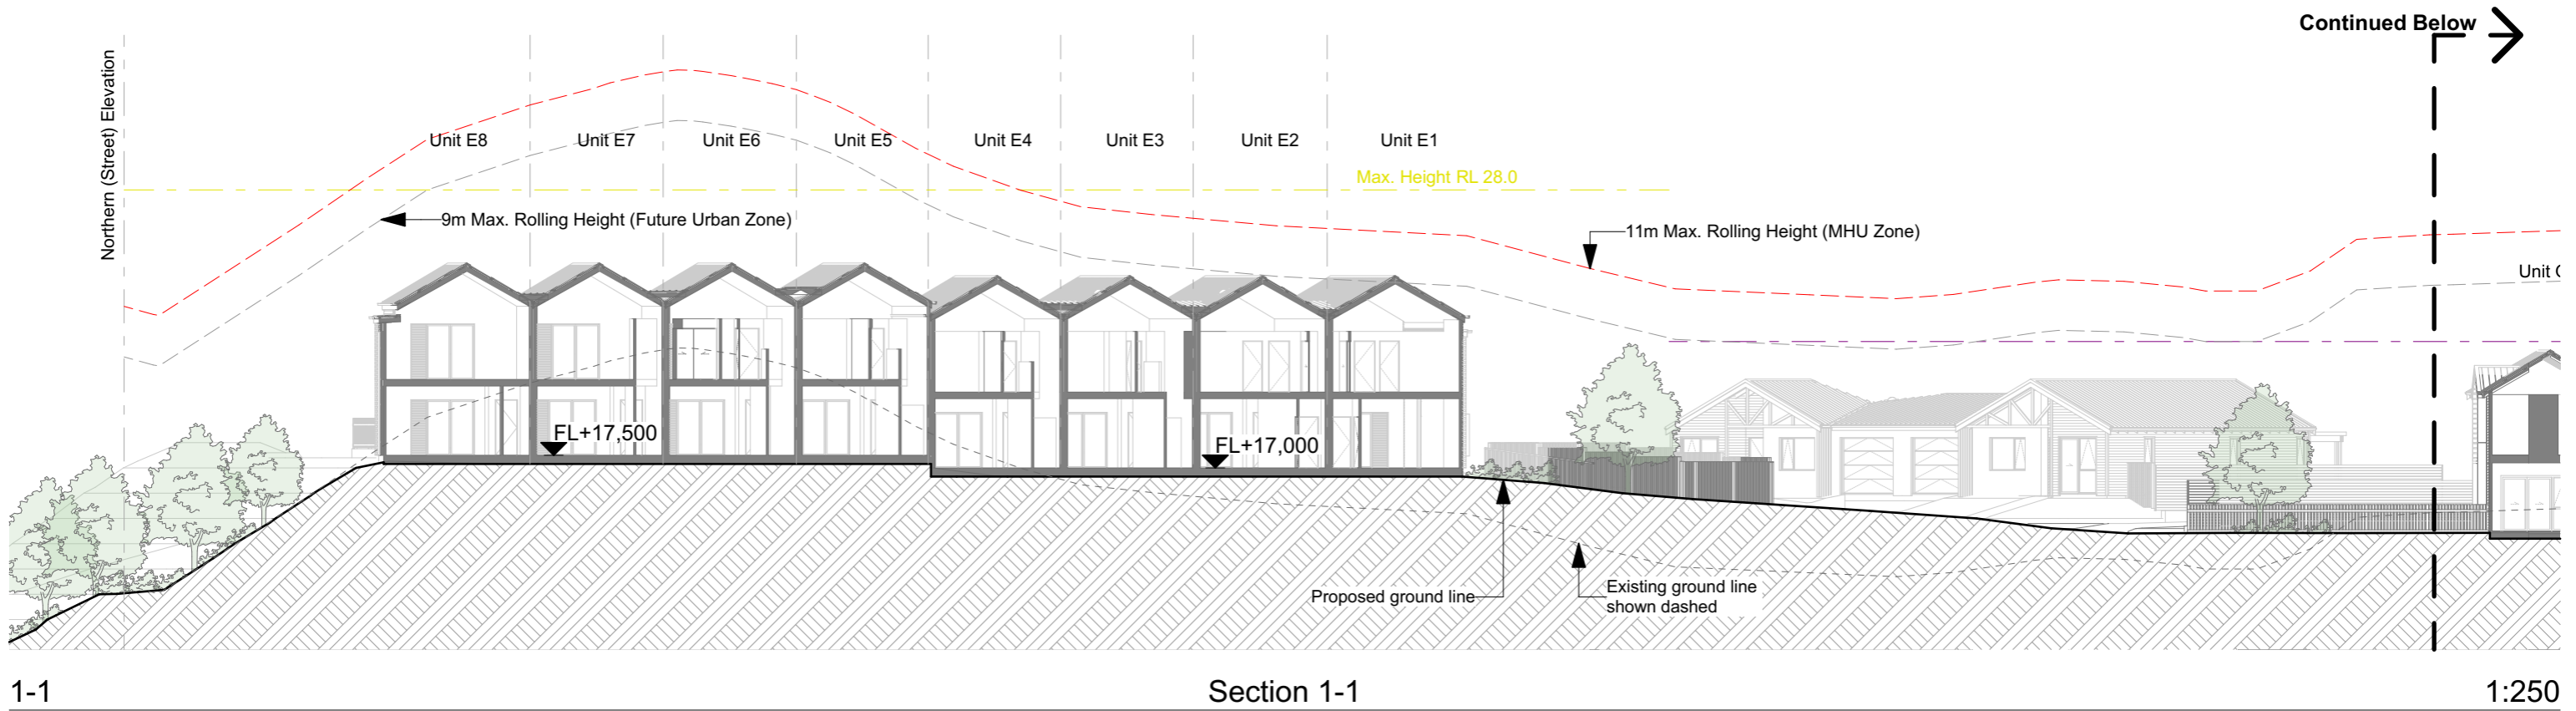 Continued Below
Northern (Street) Elevation
Unit E8
Unit E7
Unit E6
Unit E5
Unit E4
Unit E3
Unit E2
Unit E1
Max. Height RL 28.0
9m Max. Rolling Height (Future Urban Zone)
11m Max. Rolling Height (MHU Zone)
Unit
FL+17,500
FL+17,000
Proposed ground line
Existing ground line
shown dashed
1-1
Section 1-1
1:250